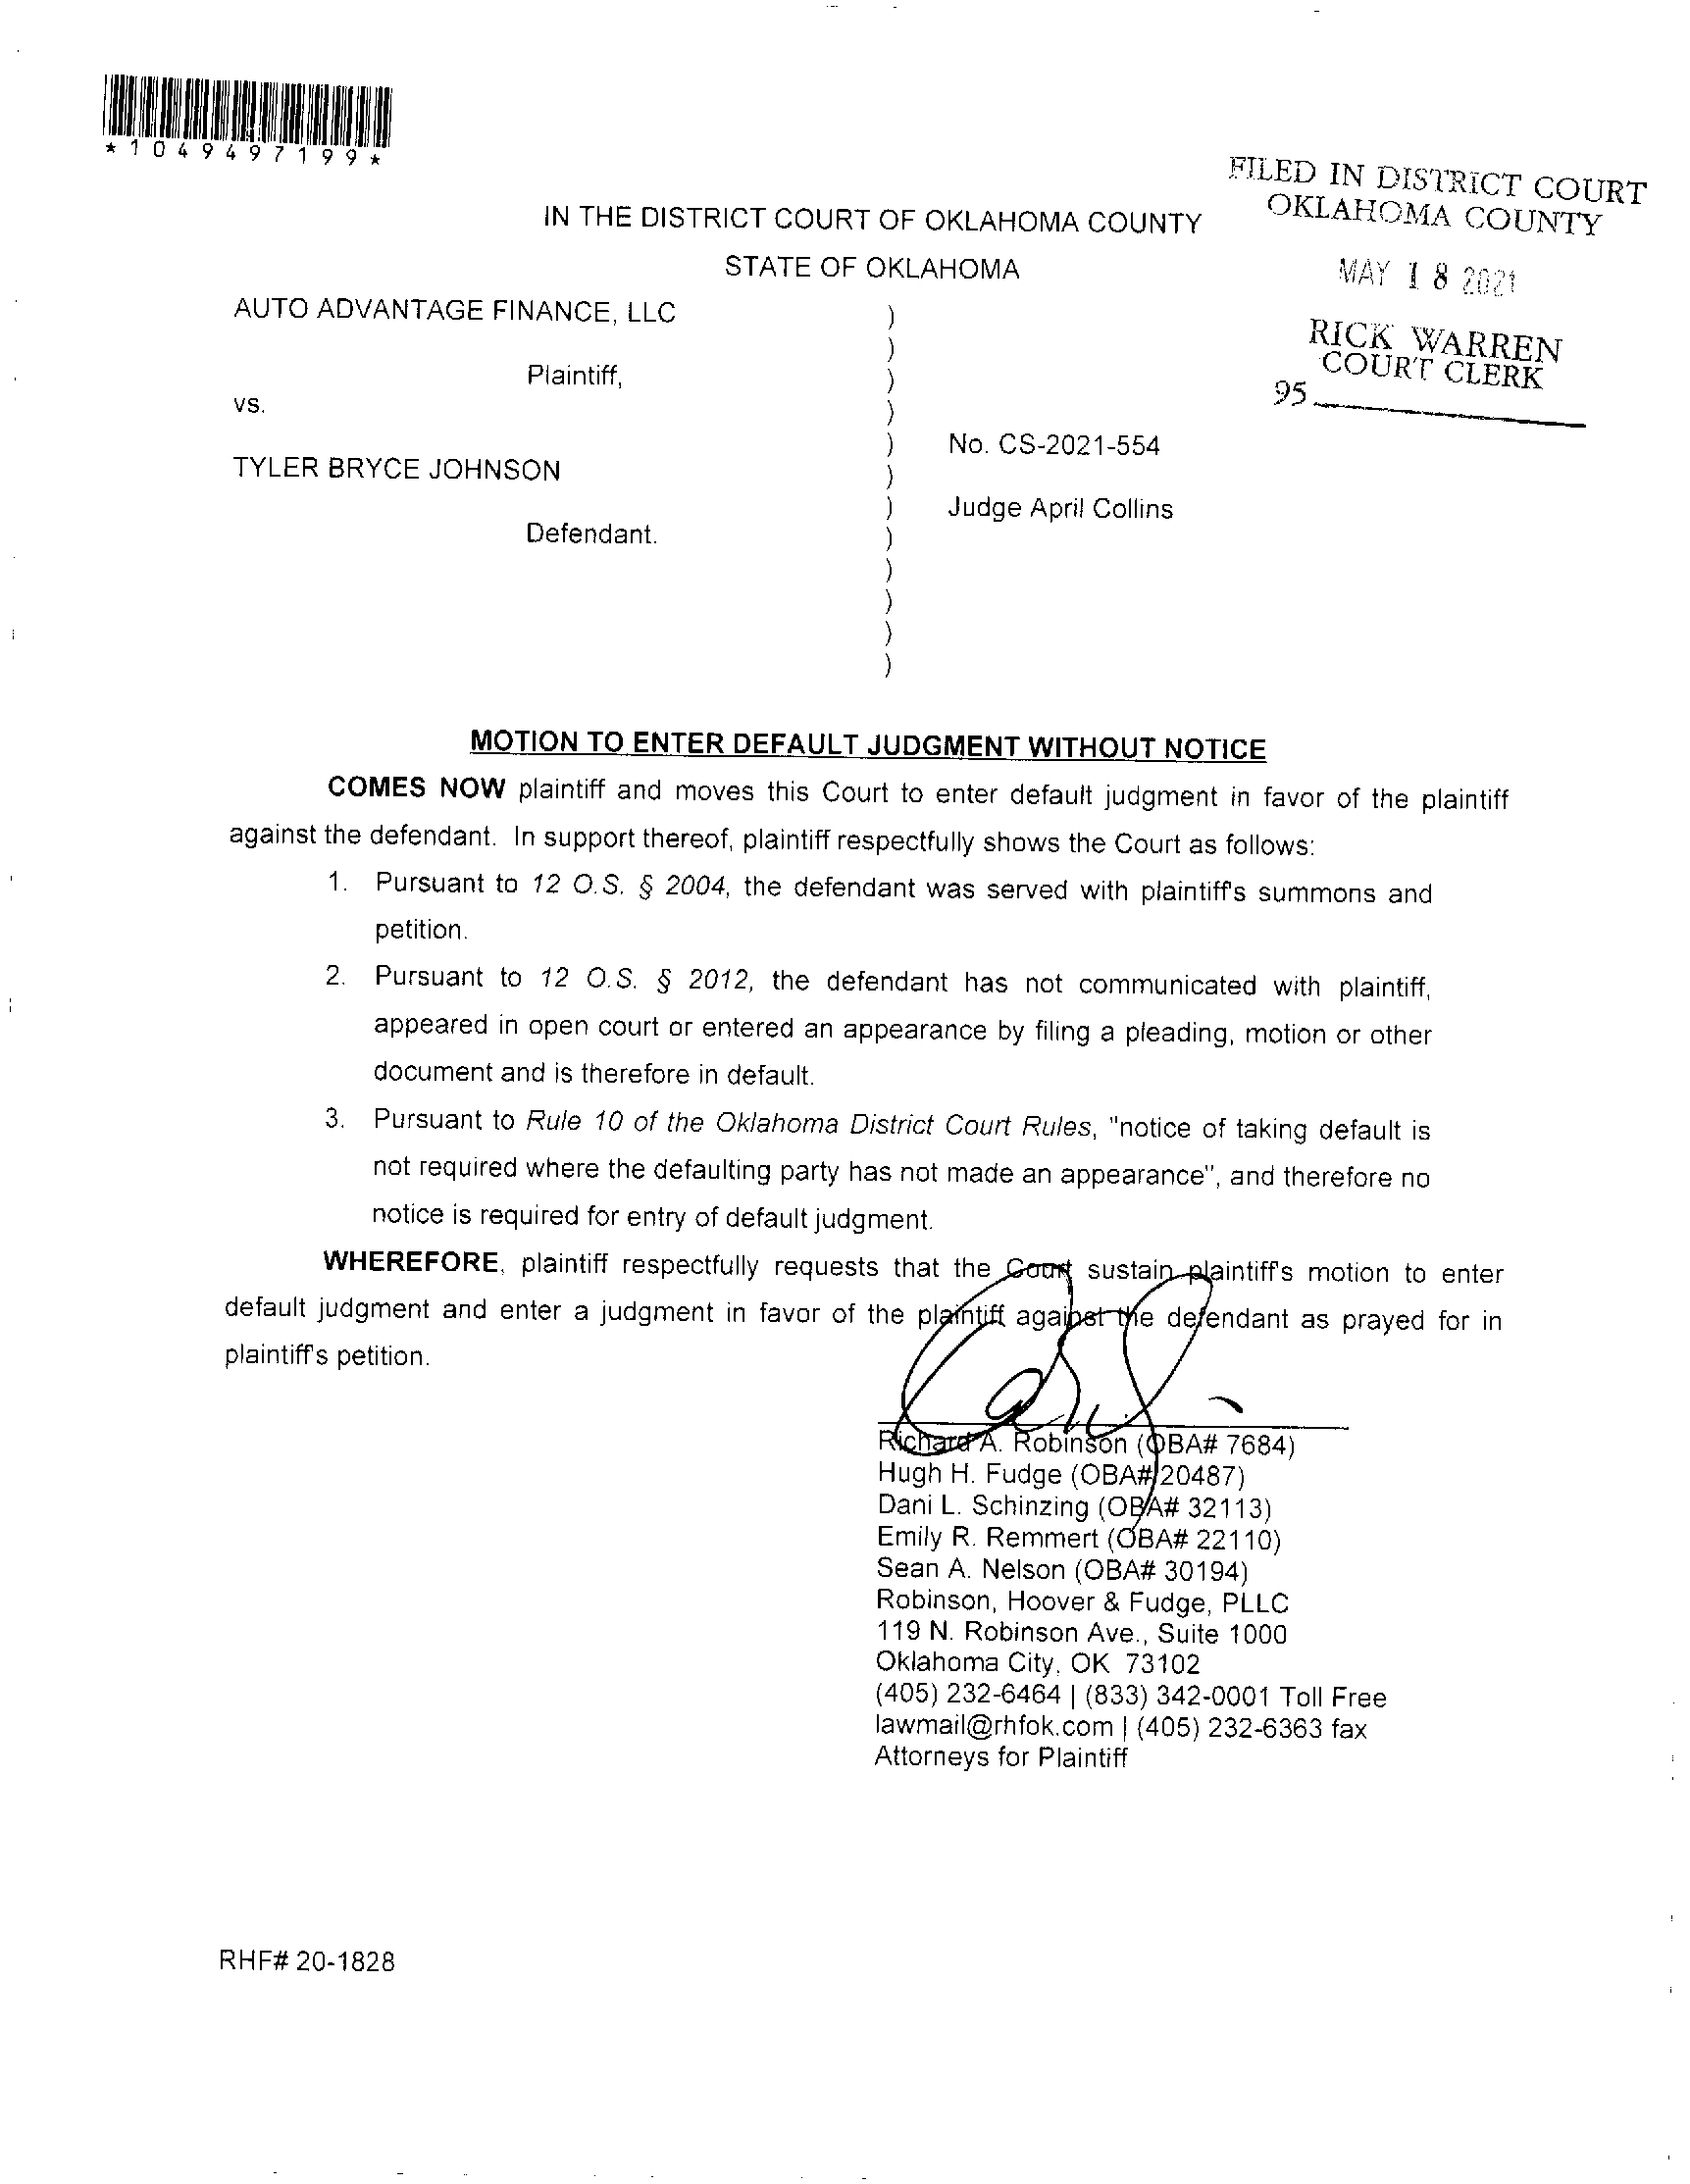 *1049497199*
FILED IN DISTRICT COURT
OKLAHOMA COUNTY
MAY 18 2021
RICK WARREN
COURT CLERK
95
IN THE DISTRICT COURT OF OKLAHOMA COUNTY
STATE OF OKLAHOMA
AUTO ADVANTAGE FINANCE, LLC )
)
Plaintiff, )
vs. )
) No. CS-2021-554
TYLER BRYCE JOHNSON )
) Judge April Collins
Defendant. )
)
)
)
)
MOTION TO ENTER DEFAULT JUDGMENT WITHOUT NOTICE
COMES NOW plaintiff and moves this Court to enter default judgment in favor of the plaintiff
against the defendant. In support thereof, plaintiff respectfully shows the Court as follows:
1. Pursuant to 12 O.S. § 2004, the defendant was served with plaintiff's summons and
petition.
2. Pursuant to 12 O.S. § 2012, the defendant has not communicated with plaintiff,
appeared in open court or entered an appearance by filing a pleading, motion or other
document and is therefore in default.
3. Pursuant to Rule 10 of the Oklahoma District Court Rules, "notice of taking default is
not required where the defaulting party has not made an appearance", and therefore no
notice is required for entry of default judgment.
WHEREFORE, plaintiff respectfully requests that the Court sustain plaintiff's motion to enter
default judgment and enter a judgment in favor of the plaintiff against the defendant as prayed for in
plaintiff's petition.
Richard A. Robinson (OBA# 7684)
Hugh H. Fudge (OBA# 20487)
Dani L. Schinzing (OBA# 32113)
Emily R. Remmert (OBA# 22110)
Sean A. Nelson (OBA# 30194)
Robinson, Hoover & Fudge, PLLC
119 N. Robinson Ave., Suite 1000
Oklahoma City, OK 73102
(405) 232-6464 | (833) 342-0001 Toll Free
lawmail@rhfok.com | (405) 232-6363 fax
Attorneys for Plaintiff
RHF# 20-1828